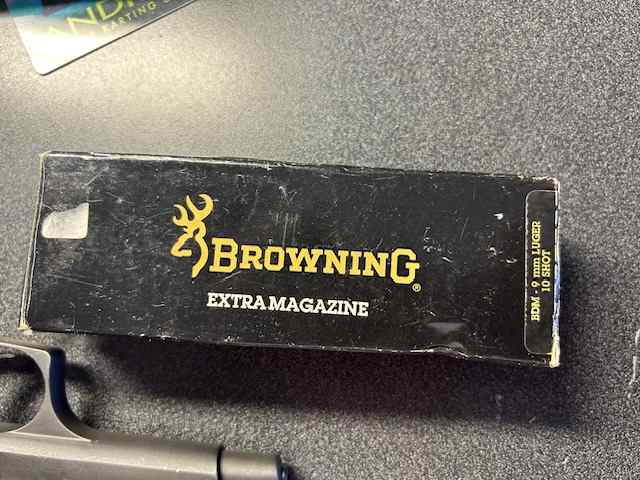 BROWNING®
EXTRA MAGAZINE
BDM - 9 mm LUGER
10 SHOT